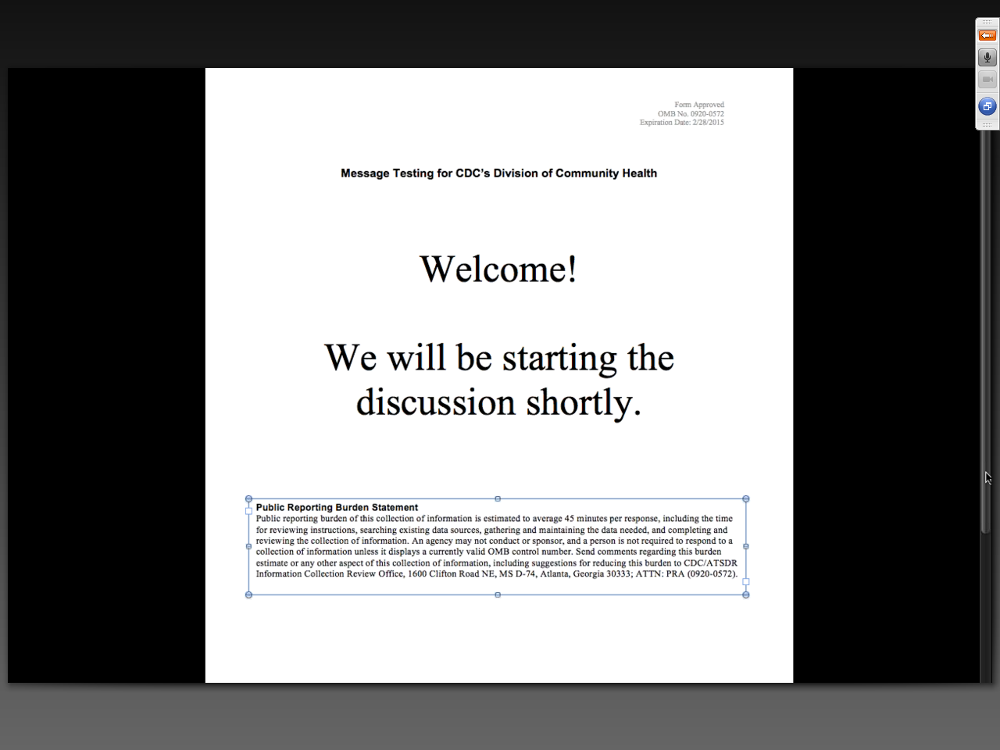 Form Approved
OMB No. 0920-0572
Expiration Date: 2/28/2015
Message Testing for CDC's Division of Community Health
Welcome!
We will be starting the
discussion shortly.
Public Reporting Burden Statement
Public reporting burden of this collection of information is estimated to average 45 minutes per response, including the time
for reviewing instructions, searching existing data sources, gathering and maintaining the data needed, and completing and
reviewing the collection of information. An agency may not conduct or sponsor, and a person is not required to respond to a
collection of information unless it displays a currently valid OMB control number. Send comments regarding this burden
estimate or any other aspect of this collection of information, including suggestions for reducing this burden to CDC/ATSDR
Information Collection Review Office, 1600 Clifton Road NE, MS D-74, Atlanta, Georgia 30333; ATTN: PRA (0920-0572).